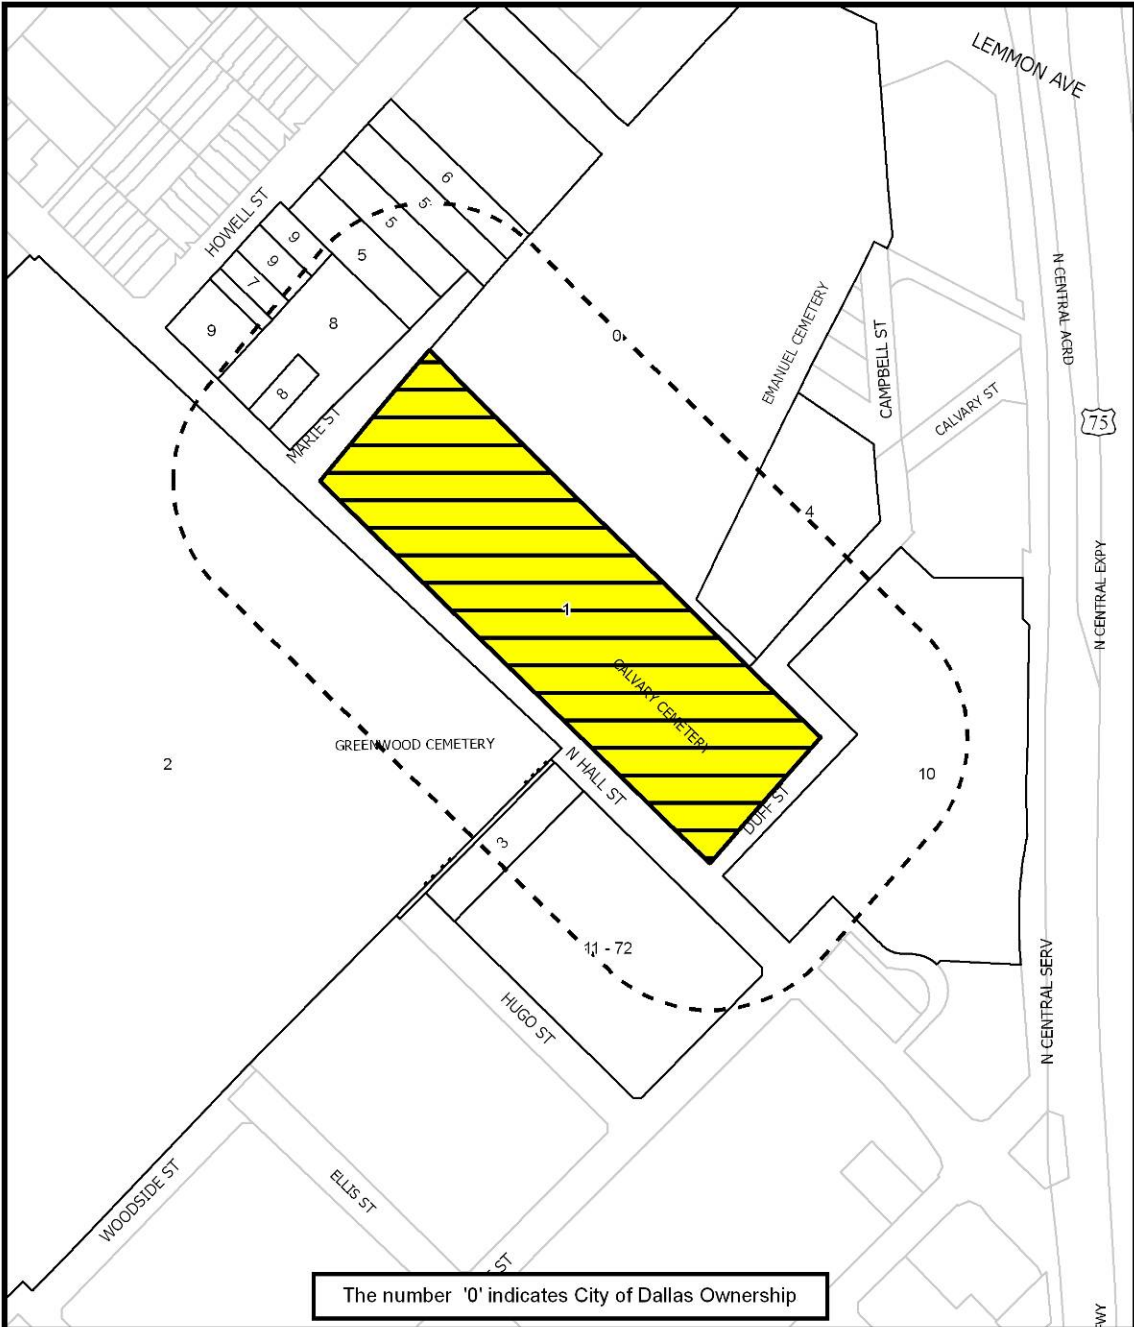 LEMMON AVE
6
5
5
5
HOWELL ST
9
9
7
9
8
8
MARIE ST
0
EMANUEL CEMETERY
CAMPBELL ST
CALVARY ST
N CENTRAL ACRD
75
4
N CENTRAL EXPY
1
CALVARY CEMETERY
GREENWOOD CEMETERY
2
N HALL ST
DUFF ST
10
3
11 - 72
HUGO ST
N CENTRAL SERV
WOODSIDE ST
ELLIS ST
ST
The number '0' indicates City of Dallas Ownership